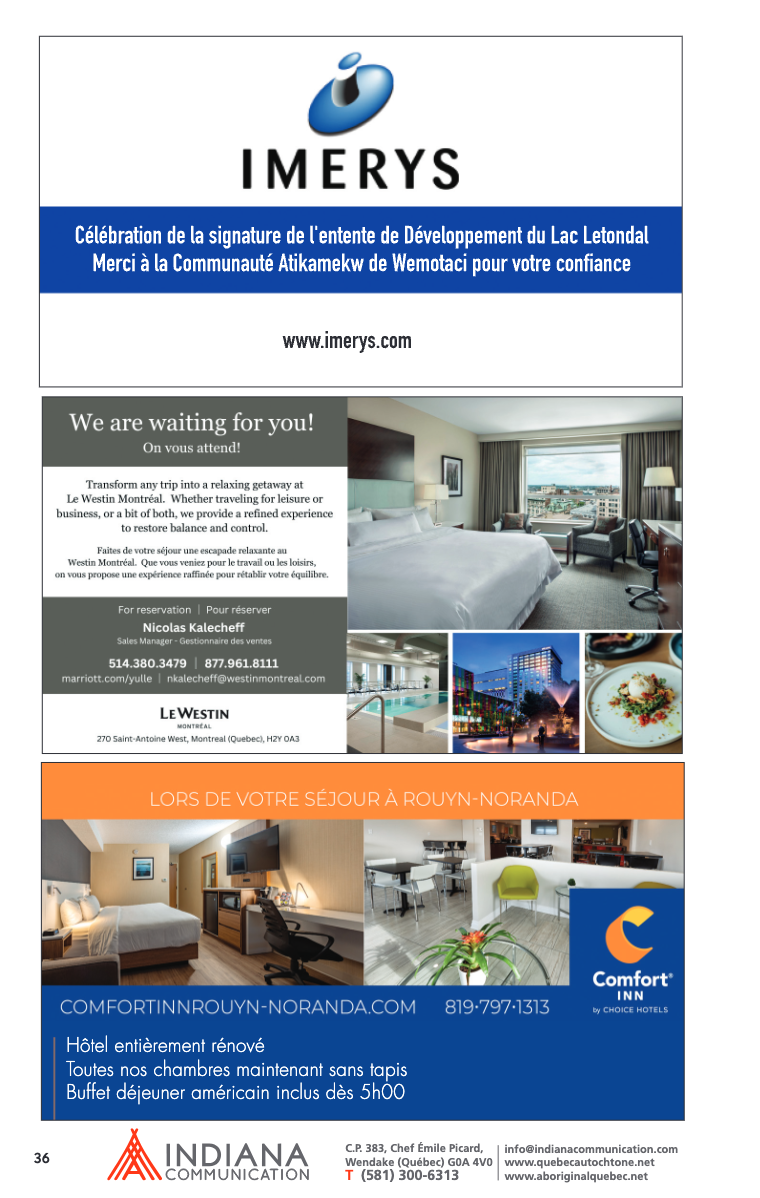 IMERYS
Célébration de la signature de l'entente de Développement du Lac Letondal
Merci à la Communauté Atikamekw de Wemotaci pour votre confiance
www.imerys.com
We are waiting for you!
On vous attend!
Transform any trip into a relaxing getaway at
Le Westin Montréal. Whether traveling for leisure or
business, or a bit of both, we provide a refined experience
to restore balance and control.
Faites de votre séjour une escapade relaxante au
Westin Montréal. Que vous veniez pour le travail ou les loisirs,
on vous propose une expérience raffinée pour rétablir votre équilibre.
For reservation | Pour réserver
Nicolas Kalecheff
Sales Manager - Gestionnaire des ventes
514.380.3479 | 877.961.8111
marriott.com/yulle | nkalecheff@westinmontreal.com
LE WESTIN
MONTRÉAL
270 Saint-Antoine West, Montreal (Quebec), H2Y 0A3
LORS DE VOTRE SÉJOUR À ROUYN-NORANDA
Comfort®
INN
by CHOICE HOTELS
COMFORTINNROUYN-NORANDA.COM 819·797·1313
Hôtel entièrement rénové
Toutes nos chambres maintenant sans tapis
Buffet déjeuner américain inclus dès 5h00
36
INDIANA
COMMUNICATION
C.P. 383, Chef Émile Picard,
Wendake (Québec) G0A 4V0
T (581) 300-6313
info@indianacommunication.com
www.quebecautochtone.net
www.aboriginalquebec.net